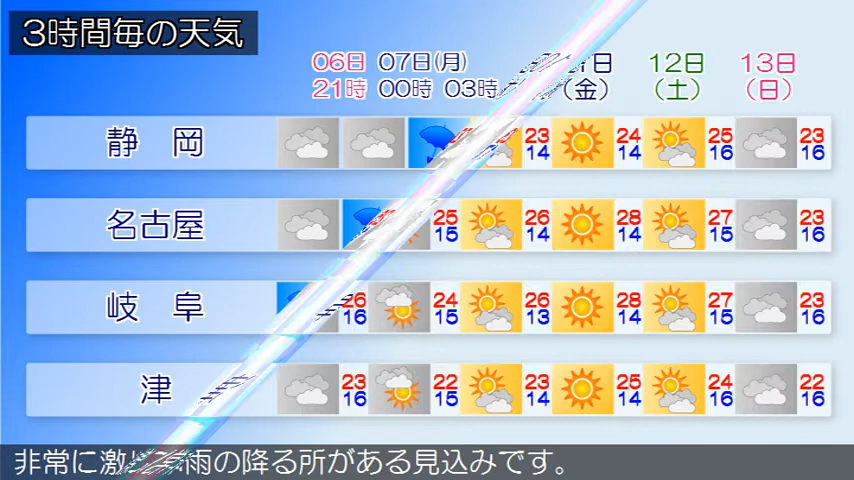 3時間毎の天気
06日 07日(月) 日 12日 13日
21時 00時 03時 (金) (土) (日)
静 岡 23 24 25 23
14 14 16 16
名古屋 25 26 28 27 23
15 14 14 15 16
岐 阜 26 24 26 28 27 23
16 15 13 14 15 16
津 23 22 23 25 24 22
16 15 14 14 16 16
非常に激 雨の降る所がある見込みです。